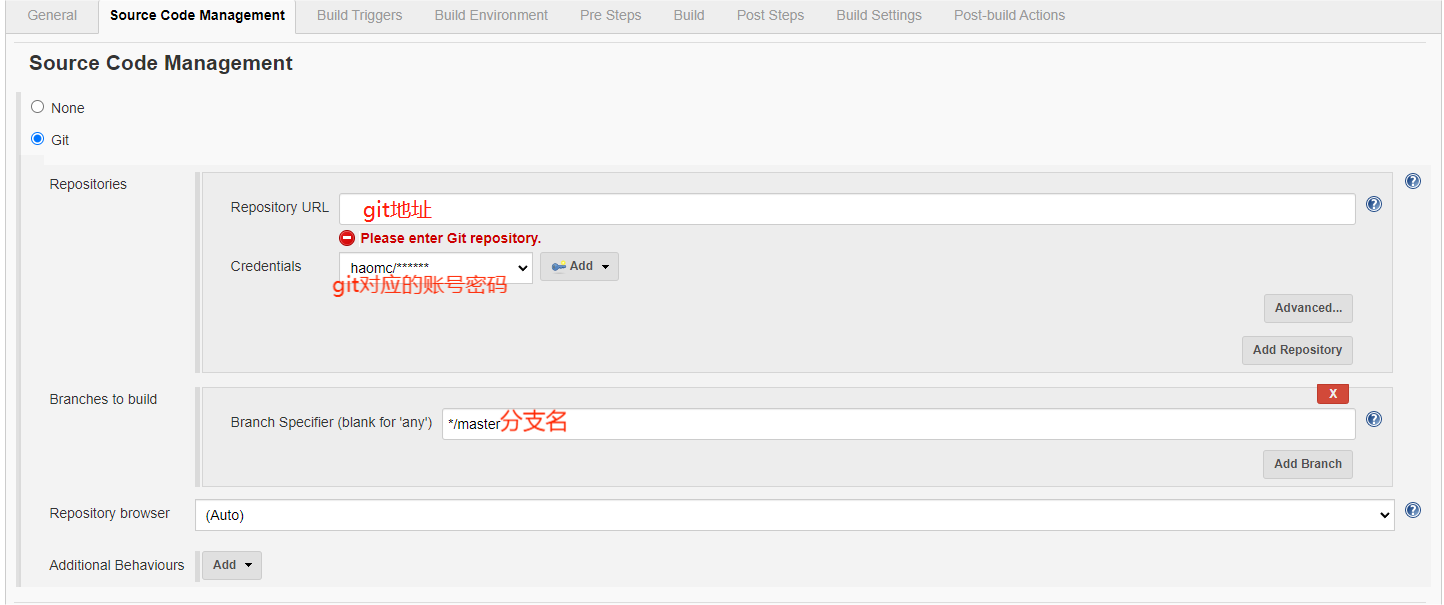 General Source Code Management Build Triggers Build Environment Pre Steps Build Post Steps Build Settings Post-build Actions
Source Code Management
None
Git
Repositories
Repository URL git地址
Please enter Git repository.
Credentials haomc/****** Add
git对应的账号密码
Advanced...
Add Repository
Branches to build
X
Branch Specifier (blank for 'any') */master分支名
Add Branch
Repository browser (Auto)
Additional Behaviours Add